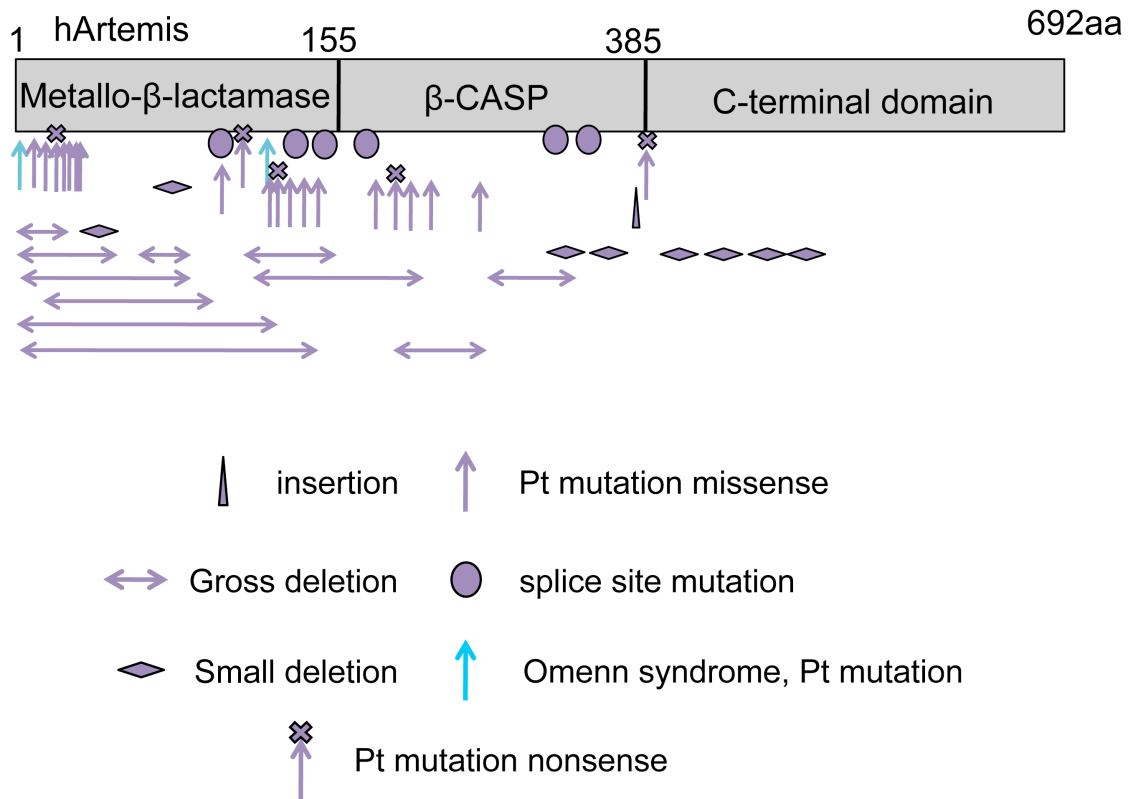 692aa
1 hArtemis 155 385
Metallo-β-lactamase β-CASP C-terminal domain
insertion Pt mutation missense
Gross deletion splice site mutation
Small deletion Omenn syndrome, Pt mutation
Pt mutation nonsense